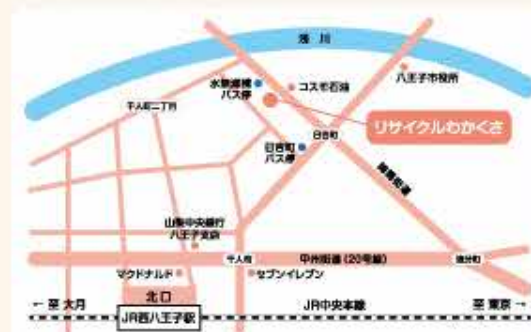 浅川
水無瀬橋
バス停
コスモ石油
八王子市役所
千人町二丁目
リサイクルわかくさ
日吉町
日吉町
バス停
陣馬街道
山梨中央銀行
八王子支店
千人町
甲州街道(20号線)
追分町
マクドナルド
セブンイレブン
北口
← 至 大月
JR西八王子駅
JR中央本線
至 東京 →